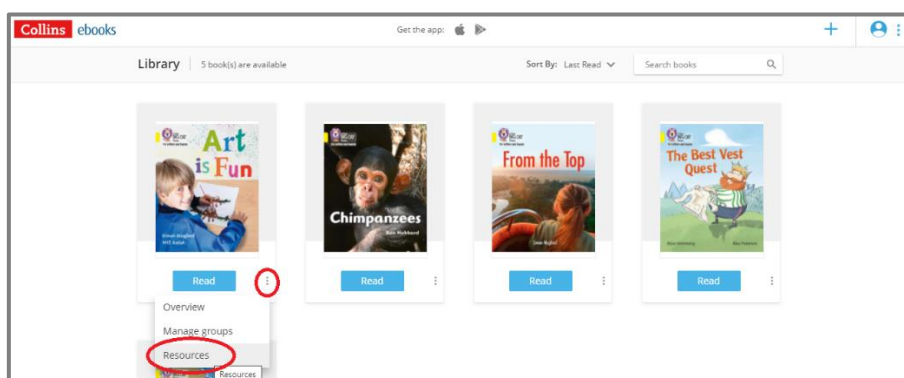 Collins ebooks
Get the app:
Library
5 book(s) are available
Sort By: Last Read
Search books
Art
is Fun
Chimpanzees
From the Top
The Best Vest
Quest
Read
Read
Read
Read
Overview
Manage groups
Resources
Resources